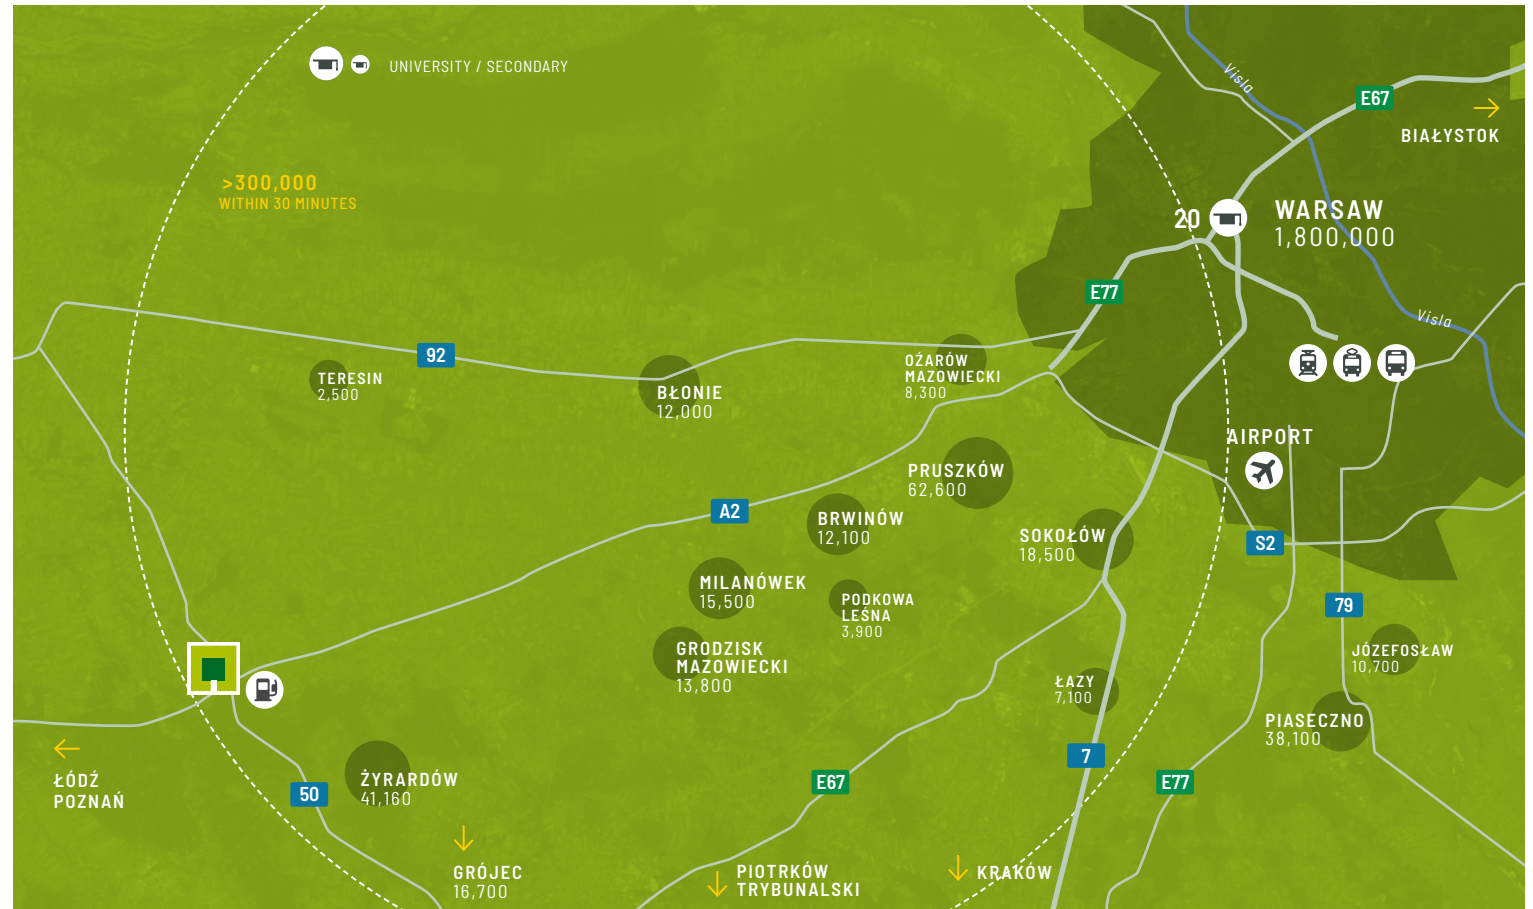 UNIVERSITY / SECONDARY
>300,000
WITHIN 30 MINUTES
Visla
E67
BIAŁYSTOK
20
WARSAW
1,800,000
E77
Visla
92
TERESIN
2,500
BŁONIE
12,000
OŹARÓW
MAZOWIECKI
8,300
AIRPORT
PRUSZKÓW
62,600
A2
BRWINÓW
12,100
SOKOŁÓW
18,500
S2
MILANÓWEK
15,500
PODKOWA
LEŚNA
3,900
79
GRODZISK
MAZOWIECKI
13,800
JÓZEFOSŁAW
10,700
ŁAZY
7,100
PIASECZNO
38,100
7
ŁÓDŹ
POZNAŃ
50
ŻYRARDÓW
41,160
E67
E77
GRÓJEC
16,700
PIOTRKÓW
TRYBUNALSKI
KRAKÓW